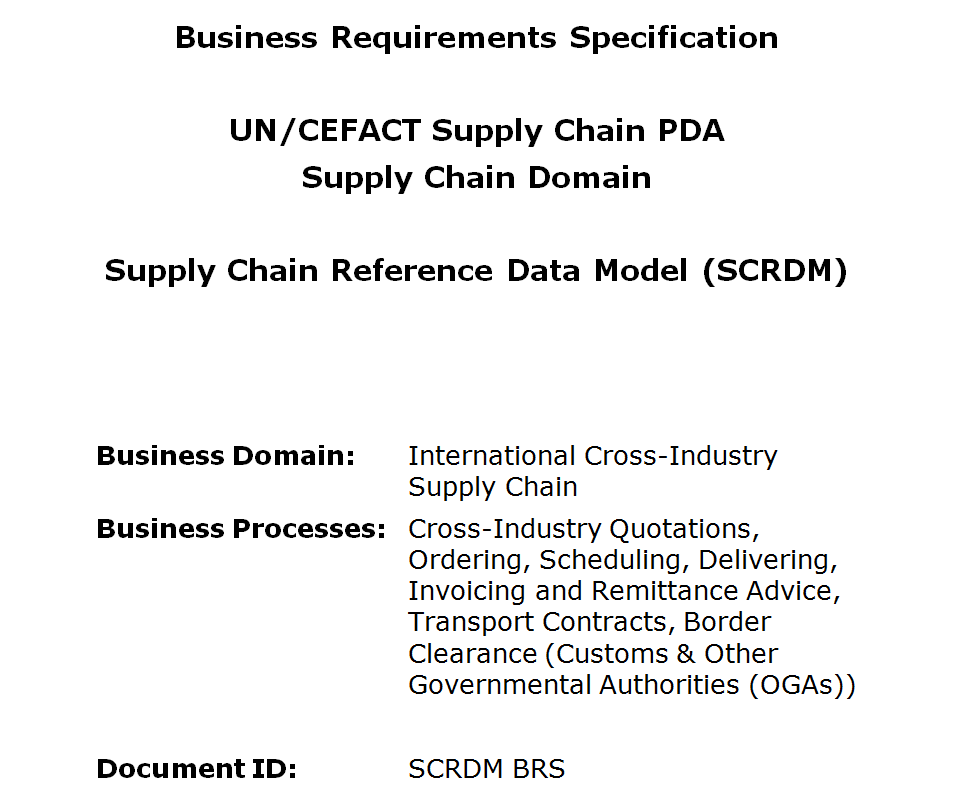 Business Requirements Specification
UN/CEFACT Supply Chain PDA
Supply Chain Domain
Supply Chain Reference Data Model (SCRDM)
Business Domain: International Cross-Industry
Supply Chain
Business Processes: Cross-Industry Quotations,
Ordering, Scheduling, Delivering,
Invoicing and Remittance Advice,
Transport Contracts, Border
Clearance (Customs & Other
Governmental Authorities (OGAs))
Document ID: SCRDM BRS